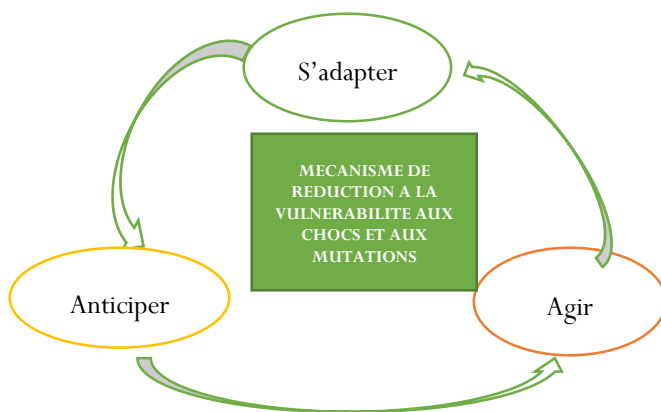 S’adapter
MECANISME DE
REDUCTION A LA
VULNERABILITE AUX
CHOCS ET AUX
MUTATIONS
Anticiper
Agir